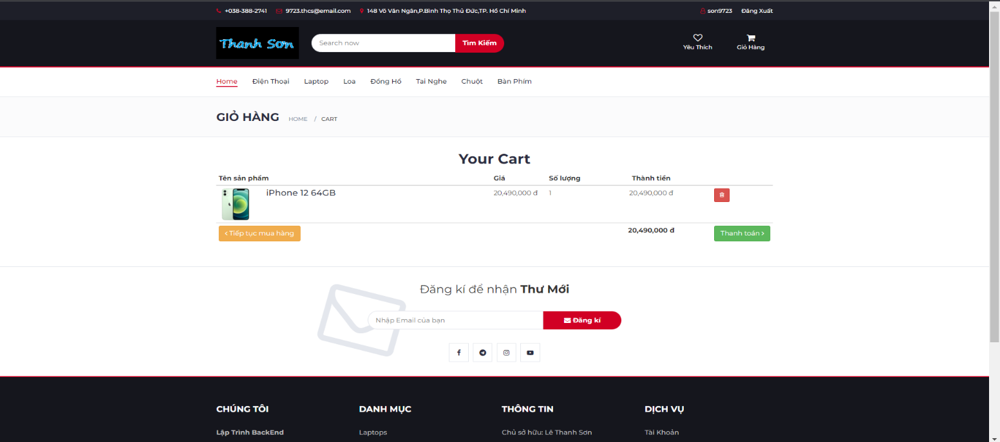 +038-388-2741 9723.thcs@email.com 148 Võ Văn Ngân,P.Bình Thọ Thủ Đức,TP. Hồ Chí Minh son9723 Đăng Xuất
Thanh Sơn Search now Tìm Kiếm Yêu Thích Giỏ Hàng
Home Điện Thoại Laptop Loa Đồng Hồ Tai Nghe Chuột Bàn Phím
GIỎ HÀNG HOME / CART
Your Cart
Tên sản phẩm Giá Số lượng Thành tiền
iPhone 12 64GB 20,490,000 đ 1 20,490,000 đ
< Tiếp tục mua hàng 20,490,000 đ Thanh toán >
Đăng kí để nhận Thư Mới
Nhập Email của bạn Đăng kí
CHÚNG TÔI DANH MỤC THÔNG TIN DỊCH VỤ
Lập Trình BackEnd Laptops Chủ sở hữu: Lê Thanh Sơn Tài Khoản